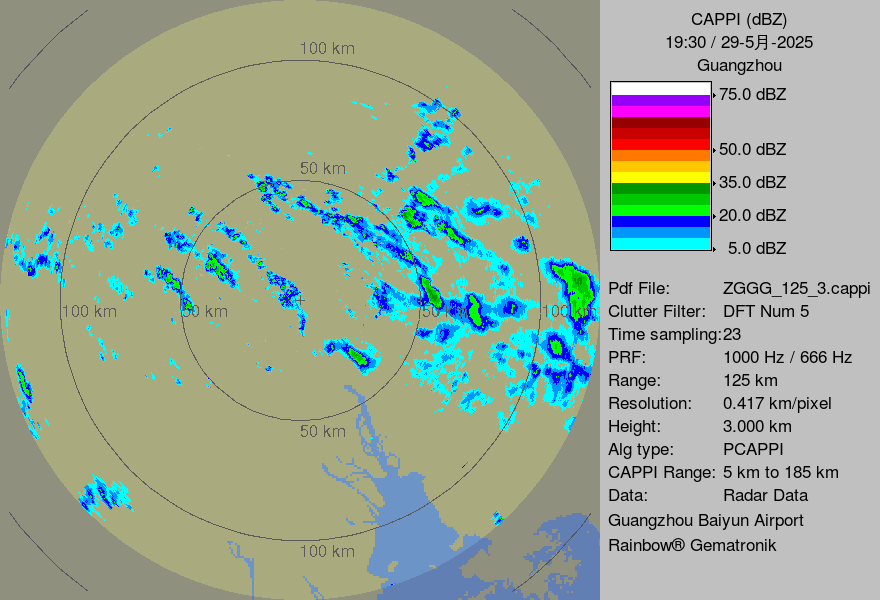 100 km
50 km
100 km
50 km
50 km
100 km
50 km
100 km
CAPPI (dBZ)
19:30 / 29-5月-2025
Guangzhou
75.0 dBZ
50.0 dBZ
35.0 dBZ
20.0 dBZ
5.0 dBZ
Pdf File: ZGGG_125_3.cappi
Clutter Filter: DFT Num 5
Time sampling:23
PRF: 1000 Hz / 666 Hz
Range: 125 km
Resolution: 0.417 km/pixel
Height: 3.000 km
Alg type: PCAPPI
CAPPI Range: 5 km to 185 km
Data: Radar Data
Guangzhou Baiyun Airport
Rainbow® Gematronik